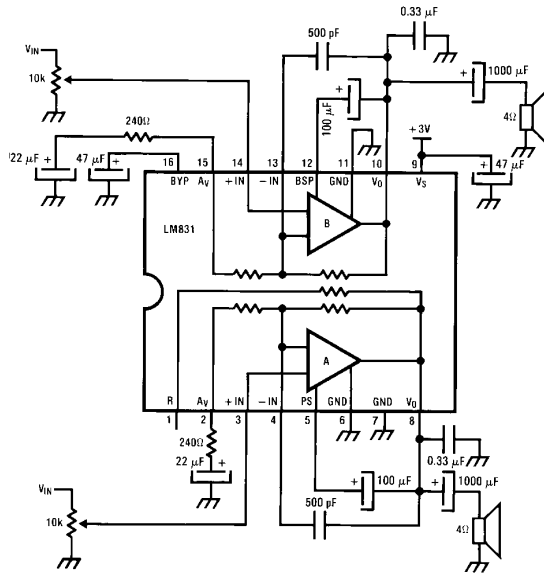 500 pF
0.33 µF
VIN
10k
+
1000 µF
+
100 µF
4Ω
240Ω
+3V
22 µF +
47 µF +
+ 47 µF
16 15 14 13 12 11 10 9
BYP AV +IN −IN BSP GND VO VS
LM831
B
A
R AV +IN −IN PS GND GND VO
1 2 3 4 5 6 7 8
240Ω
22 µF +
0.33 µF
VIN
10k
+ 100 µF
+ 1000 µF
500 pF
4Ω